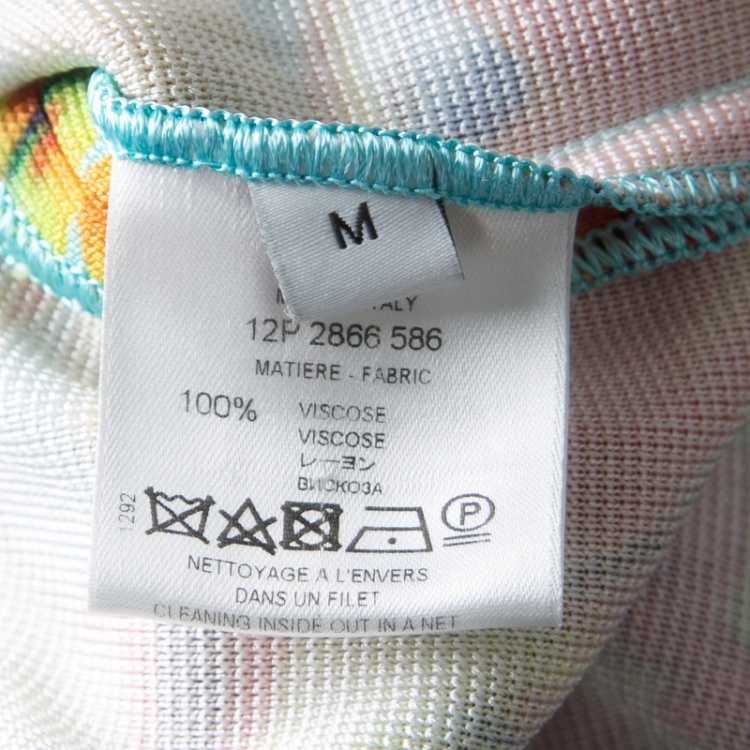 M
12P 2866 586
MATIERE - FABRIC
100% VISCOSE
VISCOSE
レーヨン
ВИСКОЗА
1292
P
NETTOYAGE A L'ENVERS
DANS UN FILET
CLEANING INSIDE OUT IN A NET